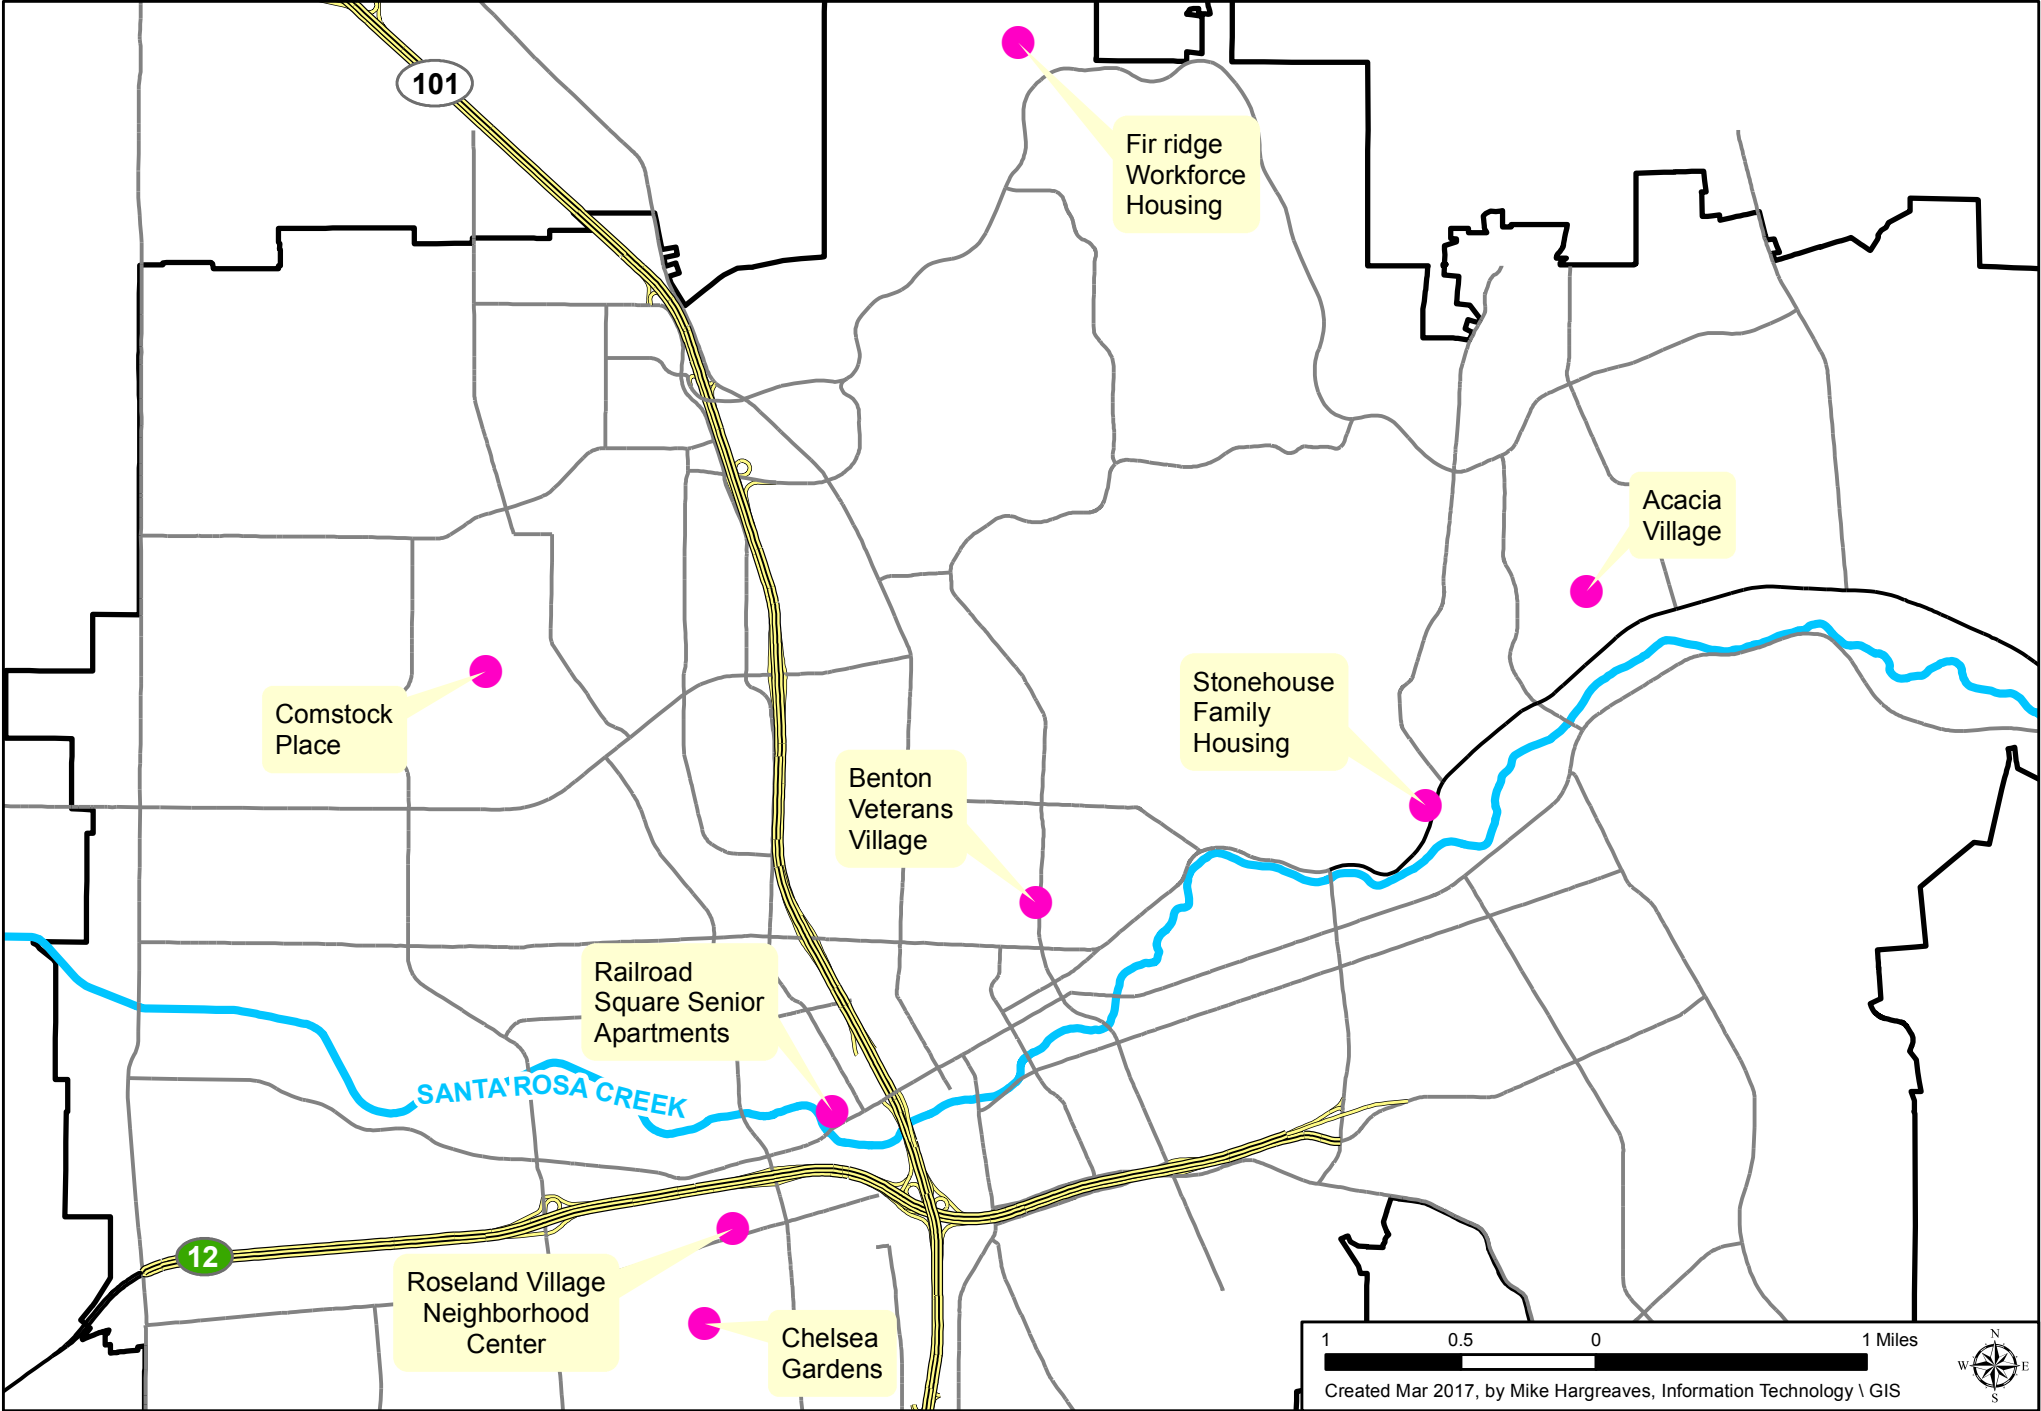 101
Fir ridge
Workforce
Housing
Acacia
Village
Comstock
Place
Stonehouse
Family
Housing
Benton
Veterans
Village
Railroad
Square Senior
Apartments
SANTA ROSA CREEK
12
Roseland Village
Neighborhood
Center
Chelsea
Gardens
1 0.5 0 1 Miles
Created Mar 2017, by Mike Hargreaves, Information Technology \ GIS
N
W E
S